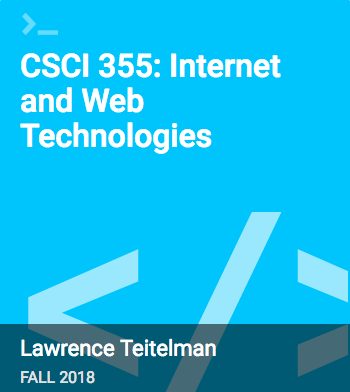 CSCI 355: Internet
and Web
Technologies
Lawrence Teitelman
FALL 2018